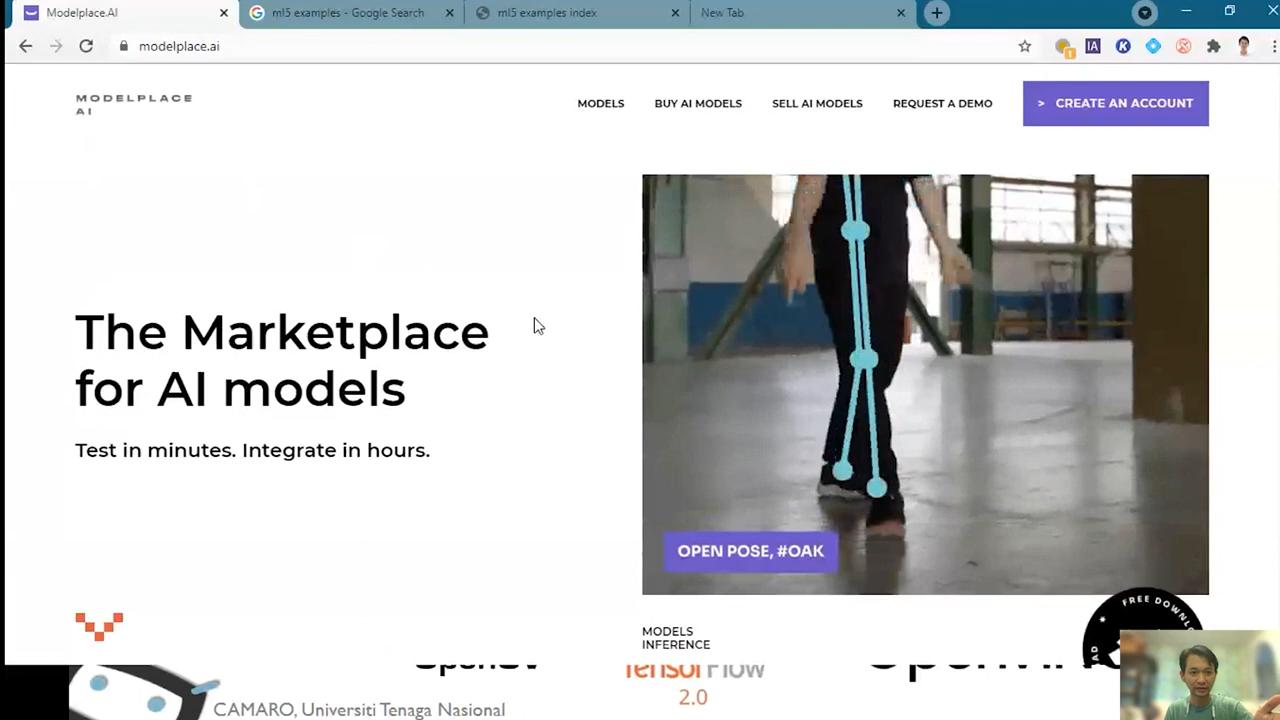 Modelplace.AI
ml5 examples - Google Search
ml5 examples index
New Tab
modelplace.ai
MODELPLACE
AI
MODELS
BUY AI MODELS
SELL AI MODELS
REQUEST A DEMO
> CREATE AN ACCOUNT
The Marketplace
for AI models
Test in minutes. Integrate in hours.
OPEN POSE, #OAK
MODELS
INFERENCE
FREE
TensorFlow
2.0
CAMARO, Universiti Tenaga Nasional